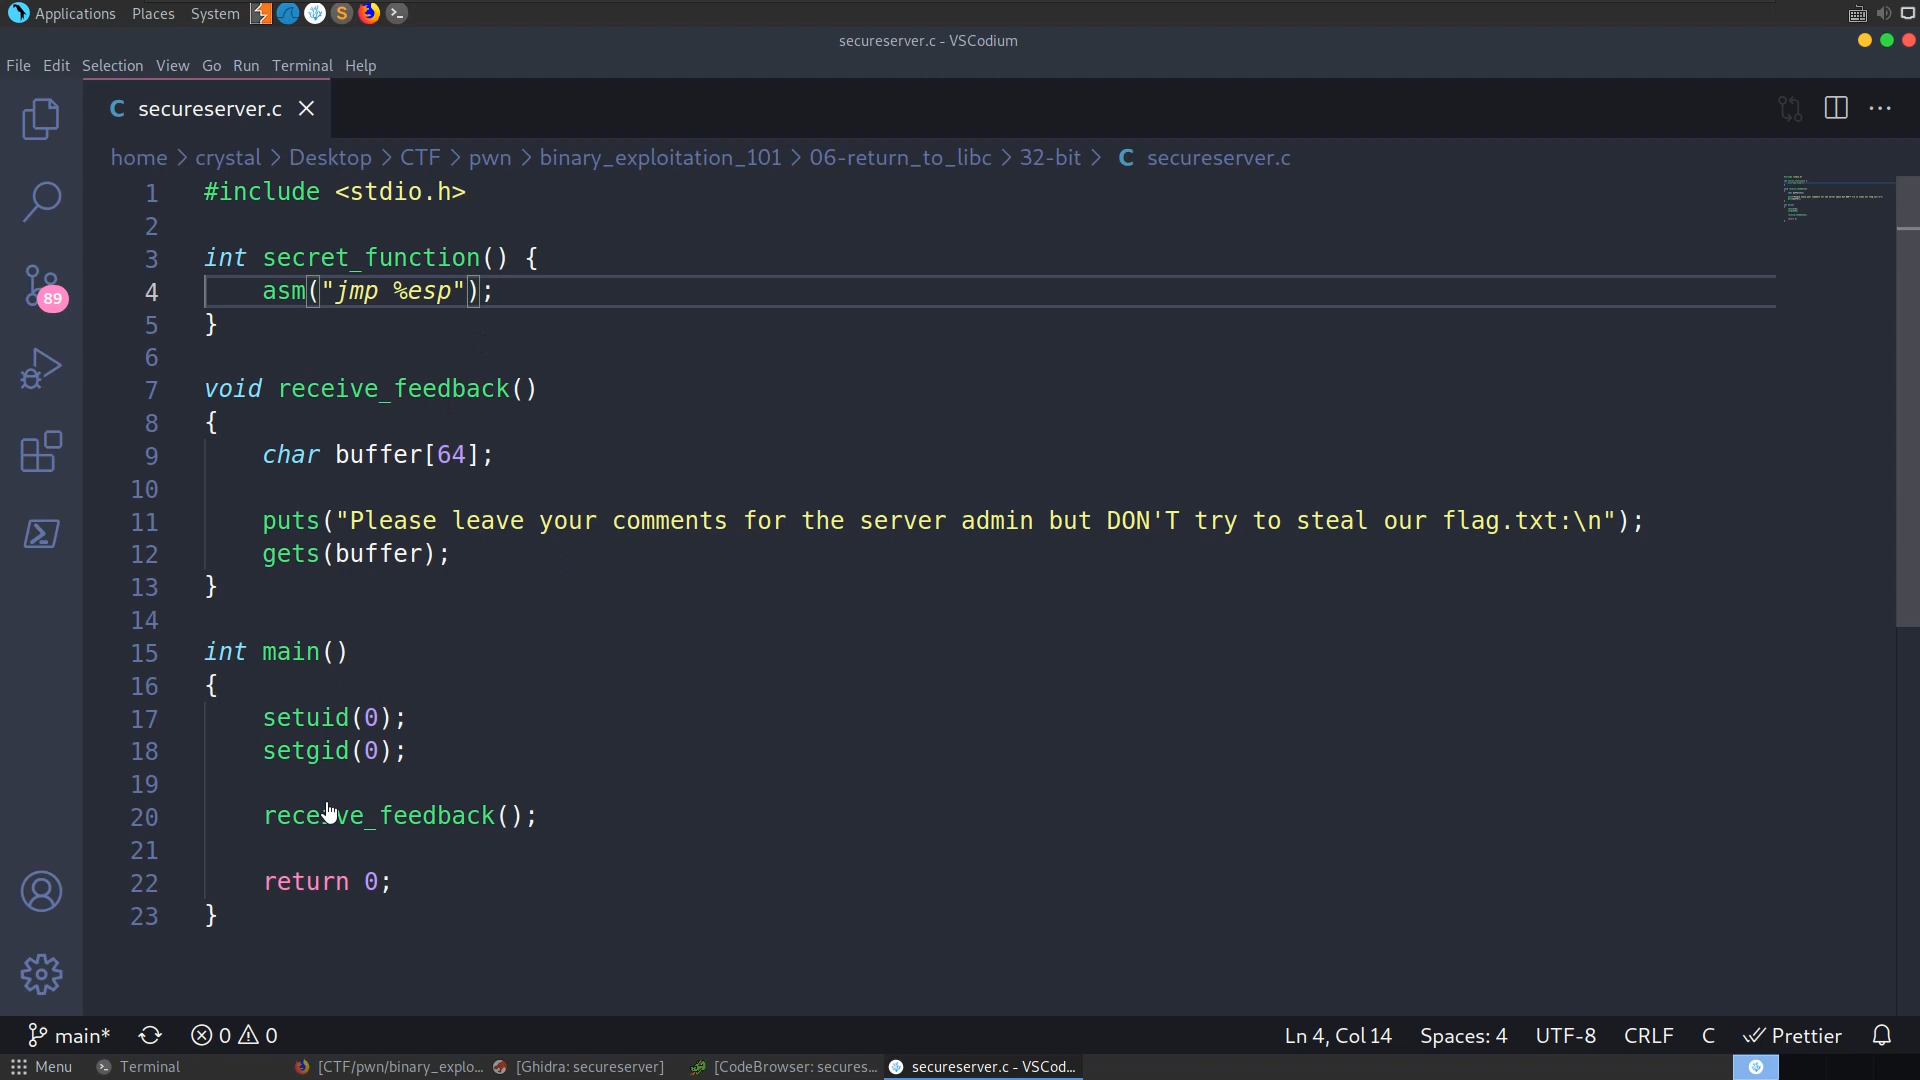 Applications Places System
secureserver.c - VSCodium
File Edit Selection View Go Run Terminal Help
C secureserver.c
home > crystal > Desktop > CTF > pwn > binary_exploitation_101 > 06-return_to_libc > 32-bit > C secureserver.c
1 #include <stdio.h>
2
3 int secret_function() {
4 asm("jmp %esp");
5 }
6
7 void receive_feedback()
8 {
9 char buffer[64];
10
11 puts("Please leave your comments for the server admin but DON'T try to steal our flag.txt:\n");
12 gets(buffer);
13 }
14
15 int main()
16 {
17 setuid(0);
18 setgid(0);
19
20 receive_feedback();
21
22 return 0;
23 }
89
main* 0 0 Ln 4, Col 14 Spaces: 4 UTF-8 CRLF C Prettier
Menu Terminal [CTF/pwn/binary_explo... [Ghidra: secureserver] [CodeBrowser: secures... secureserver.c - VSCod...